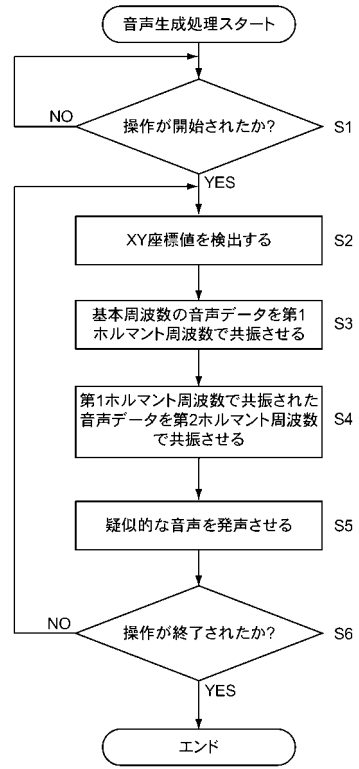 音声生成処理スタート
NO
操作が開始されたか?
S1
YES
XY座標値を検出する
S2
基本周波数の音声データを第1
ホルマント周波数で共振させる
S3
第1ホルマント周波数で共振された
音声データを第2ホルマント周波数
で共振させる
S4
疑似的な音声を発声させる
S5
NO
操作が終了されたか?
S6
YES
エンド